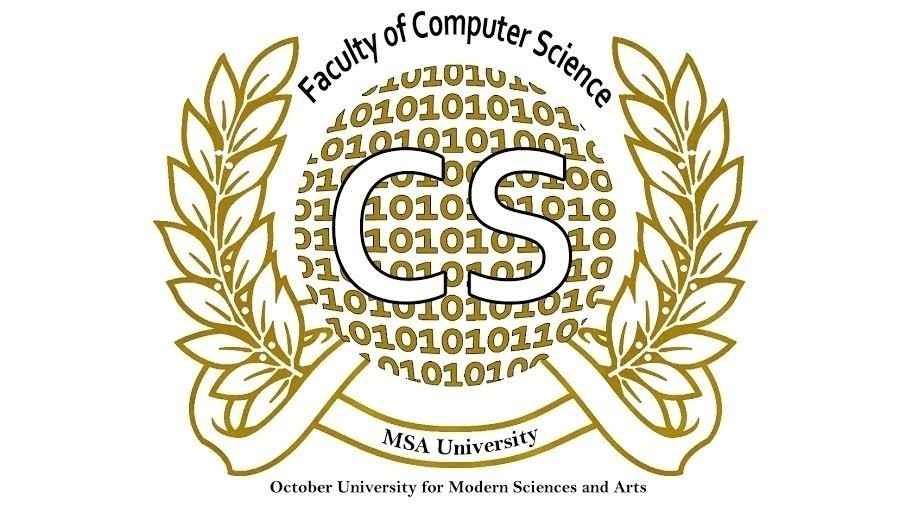 Faculty of Computer Science
CS
MSA University
October University for Modern Sciences and Arts